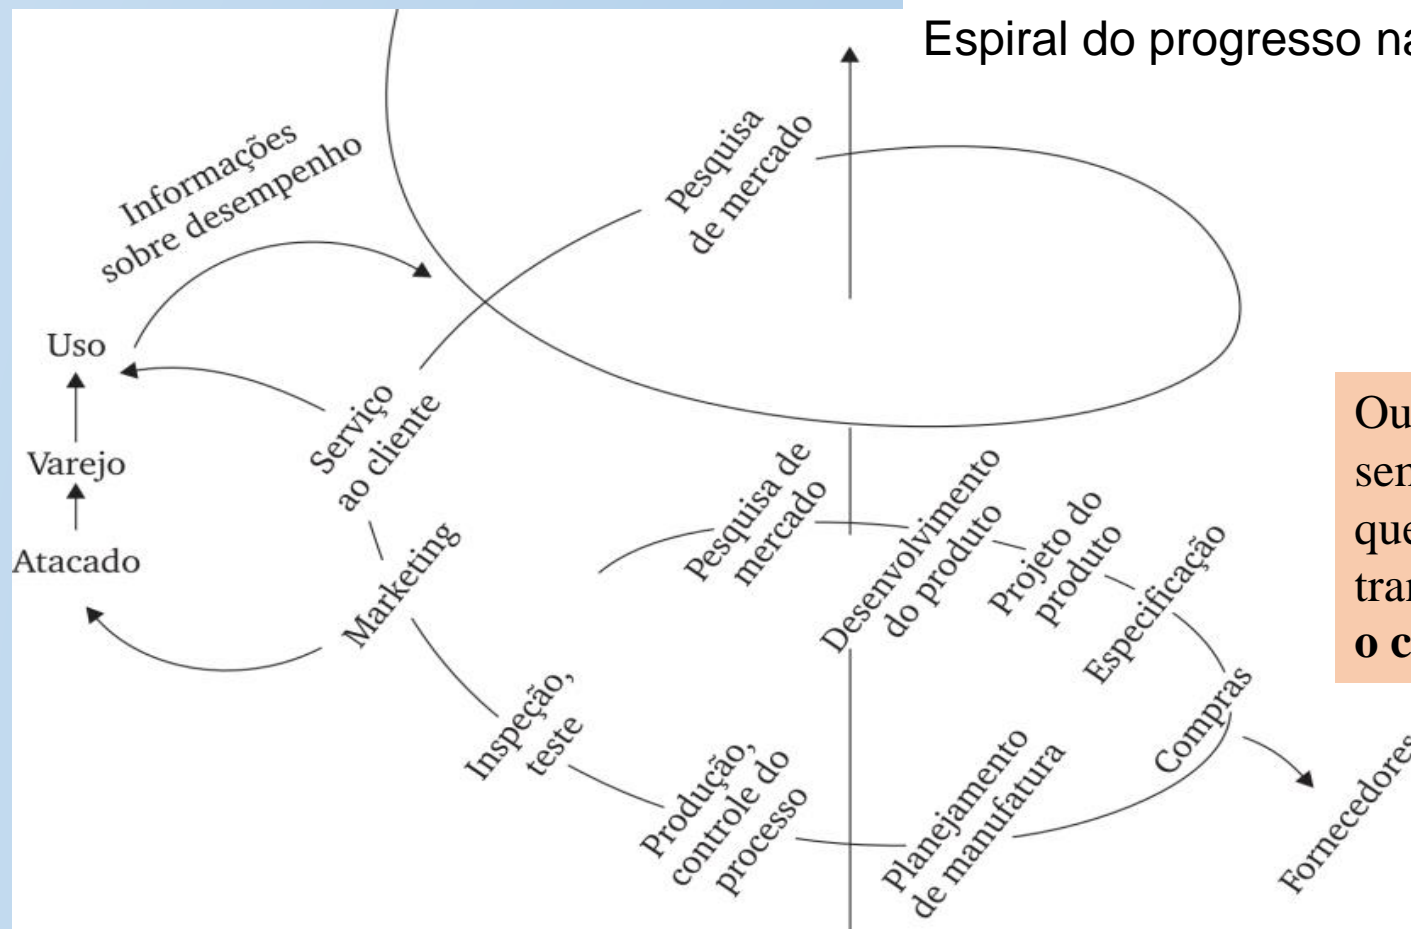 Espiral do progresso na
Informações
sobre desempenho
Pesquisa
de mercado
Uso
Varejo
Atacado
Serviço
ao cliente
Marketing
Inspeção,
teste
Produção,
controle do
processo
Pesquisa de
mercado
Desenvolvimento
do produto
Projeto do
produto
Especificação
Compras
Planejamento
de manufatura
Fornecedores
Ou
sen
que
tran
o c